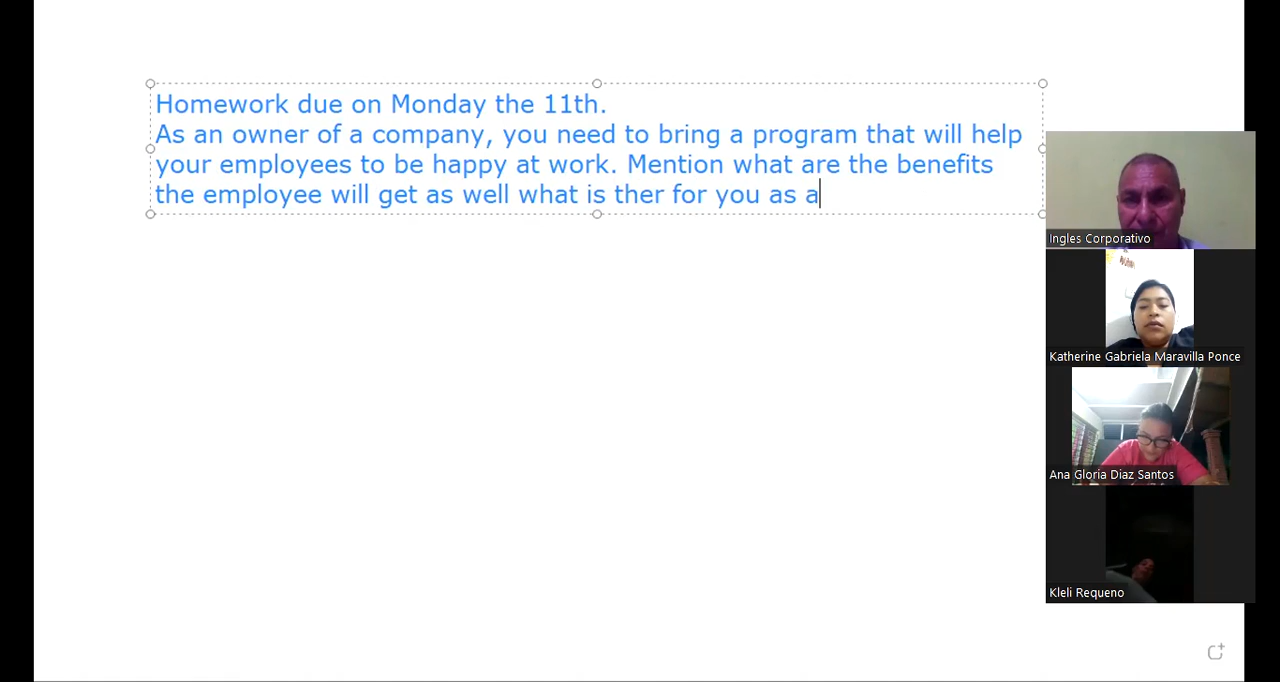 Homework due on Monday the 11th.
As an owner of a company, you need to bring a program that will help
your employees to be happy at work. Mention what are the benefits
the employee will get as well what is ther for you as a
Ingles Corporativo
Katherine Gabriela Maravilla Ponce
Ana Gloria Diaz Santos
Kleli Requeno